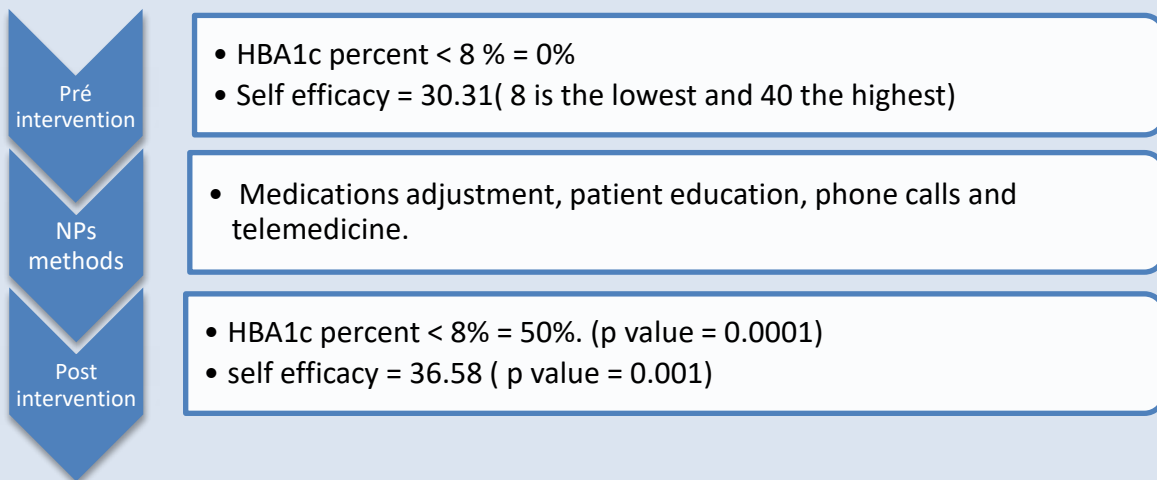 Pré
intervention
• HBA1c percent < 8 % = 0%
• Self efficacy = 30.31( 8 is the lowest and 40 the highest)
NPs
methods
• Medications adjustment, patient education, phone calls and
telemedicine.
Post
intervention
• HBA1c percent < 8% = 50%. (p value = 0.0001)
• self efficacy = 36.58 ( p value = 0.001)